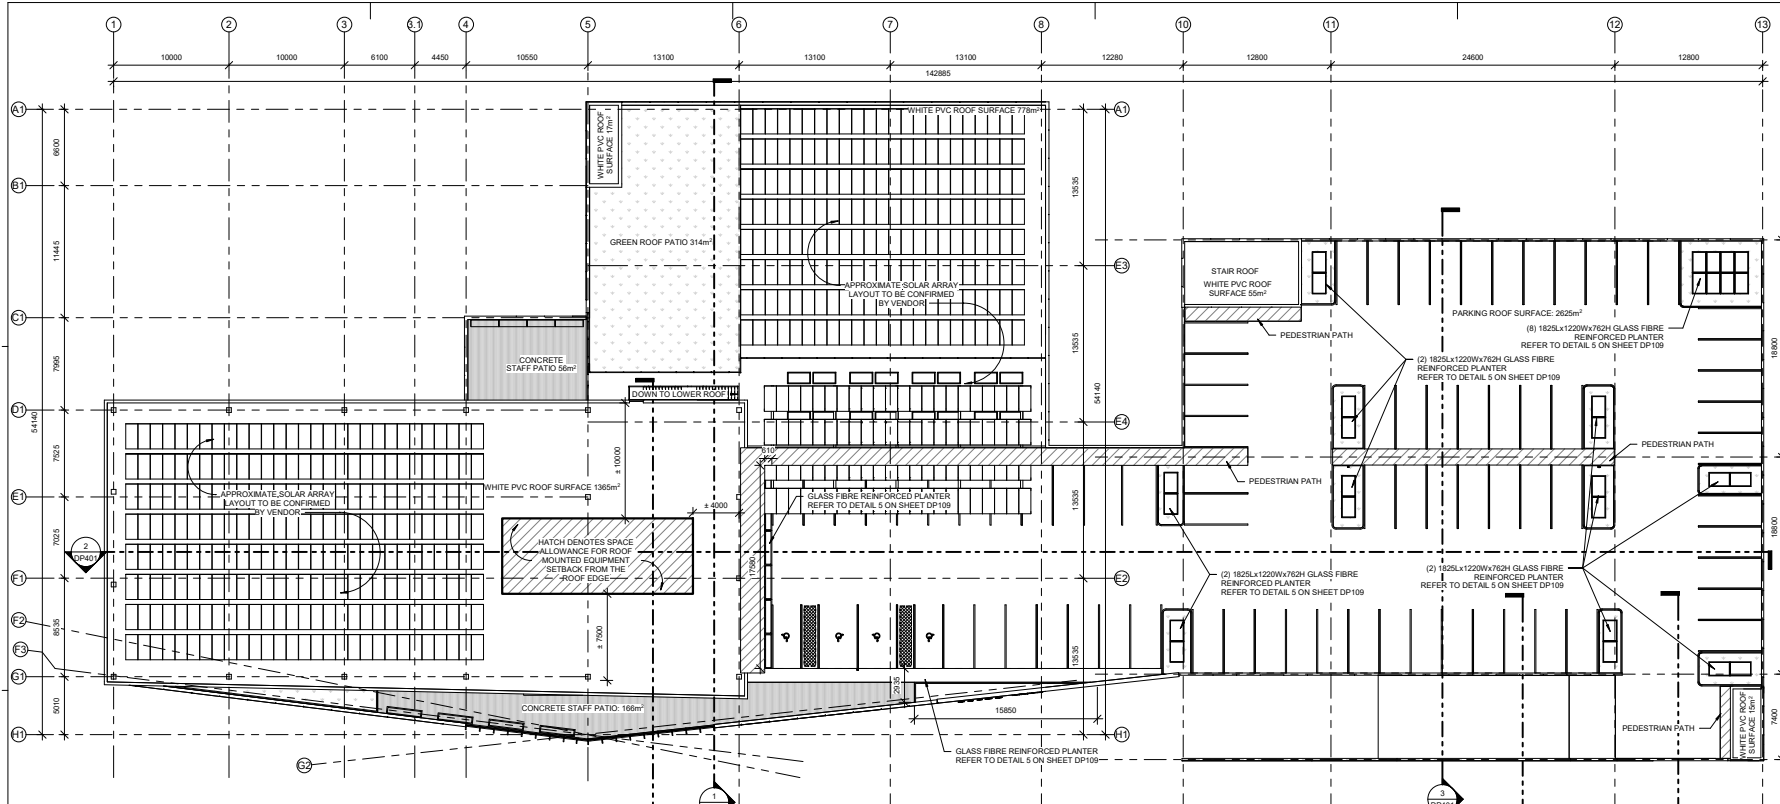 1 2 3 3.1 4 5 6 7 8 10 11 12 13
10000 10000 6100 4450 10550 13100 13100 13100 12280 12800 24600 12800
142885
A1
B1
C1
D1
E1
F1
F2
F3
G1
H1
G2
6600
11445
7995
7525
7025
8535
5010
54140
WHITE PVC ROOF
SURFACE 17m²
GREEN ROOF PATIO 314m²
WHITE PVC ROOF SURFACE 778m²
APPROXIMATE SOLAR ARRAY
LAYOUT TO BE CONFIRMED
BY VENDOR
CONCRETE
STAFF PATIO 56m²
DOWN TO LOWER ROOF
A1
E3
E4
E2
H1
13535
13535
13535
13535
54140
APPROXIMATE SOLAR ARRAY
LAYOUT TO BE CONFIRMED
BY VENDOR
WHITE PVC ROOF SURFACE 1365m²
± 10000
± 4000
± 7500
HATCH DENOTES SPACE
ALLOWANCE FOR ROOF
MOUNTED EQUIPMENT
SETBACK FROM THE
ROOF EDGE
2
DP401
610
17580
GLASS FIBRE REINFORCED PLANTER
REFER TO DETAIL 5 ON SHEET DP109
CONCRETE STAFF PATIO: 166m²
2935
15850
GLASS FIBRE REINFORCED PLANTER
REFER TO DETAIL 5 ON SHEET DP109
STAIR ROOF
WHITE PVC ROOF
SURFACE 55m²
PEDESTRIAN PATH
PARKING ROOF SURFACE: 2625m²
(8) 1825Lx1220Wx762H GLASS FIBRE
REINFORCED PLANTER
REFER TO DETAIL 5 ON SHEET DP109
(2) 1825Lx1220Wx762H GLASS FIBRE
REINFORCED PLANTER
REFER TO DETAIL 5 ON SHEET DP109
PEDESTRIAN PATH
PEDESTRIAN PATH
(2) 1825Lx1220Wx762H GLASS FIBRE
REINFORCED PLANTER
REFER TO DETAIL 5 ON SHEET DP109
(2) 1825Lx1220Wx762H GLASS FIBRE
REINFORCED PLANTER
REFER TO DETAIL 5 ON SHEET DP109
18800
18800
7400
PEDESTRIAN PATH
WHITE PVC ROOF
SURFACE 15m²
1
3